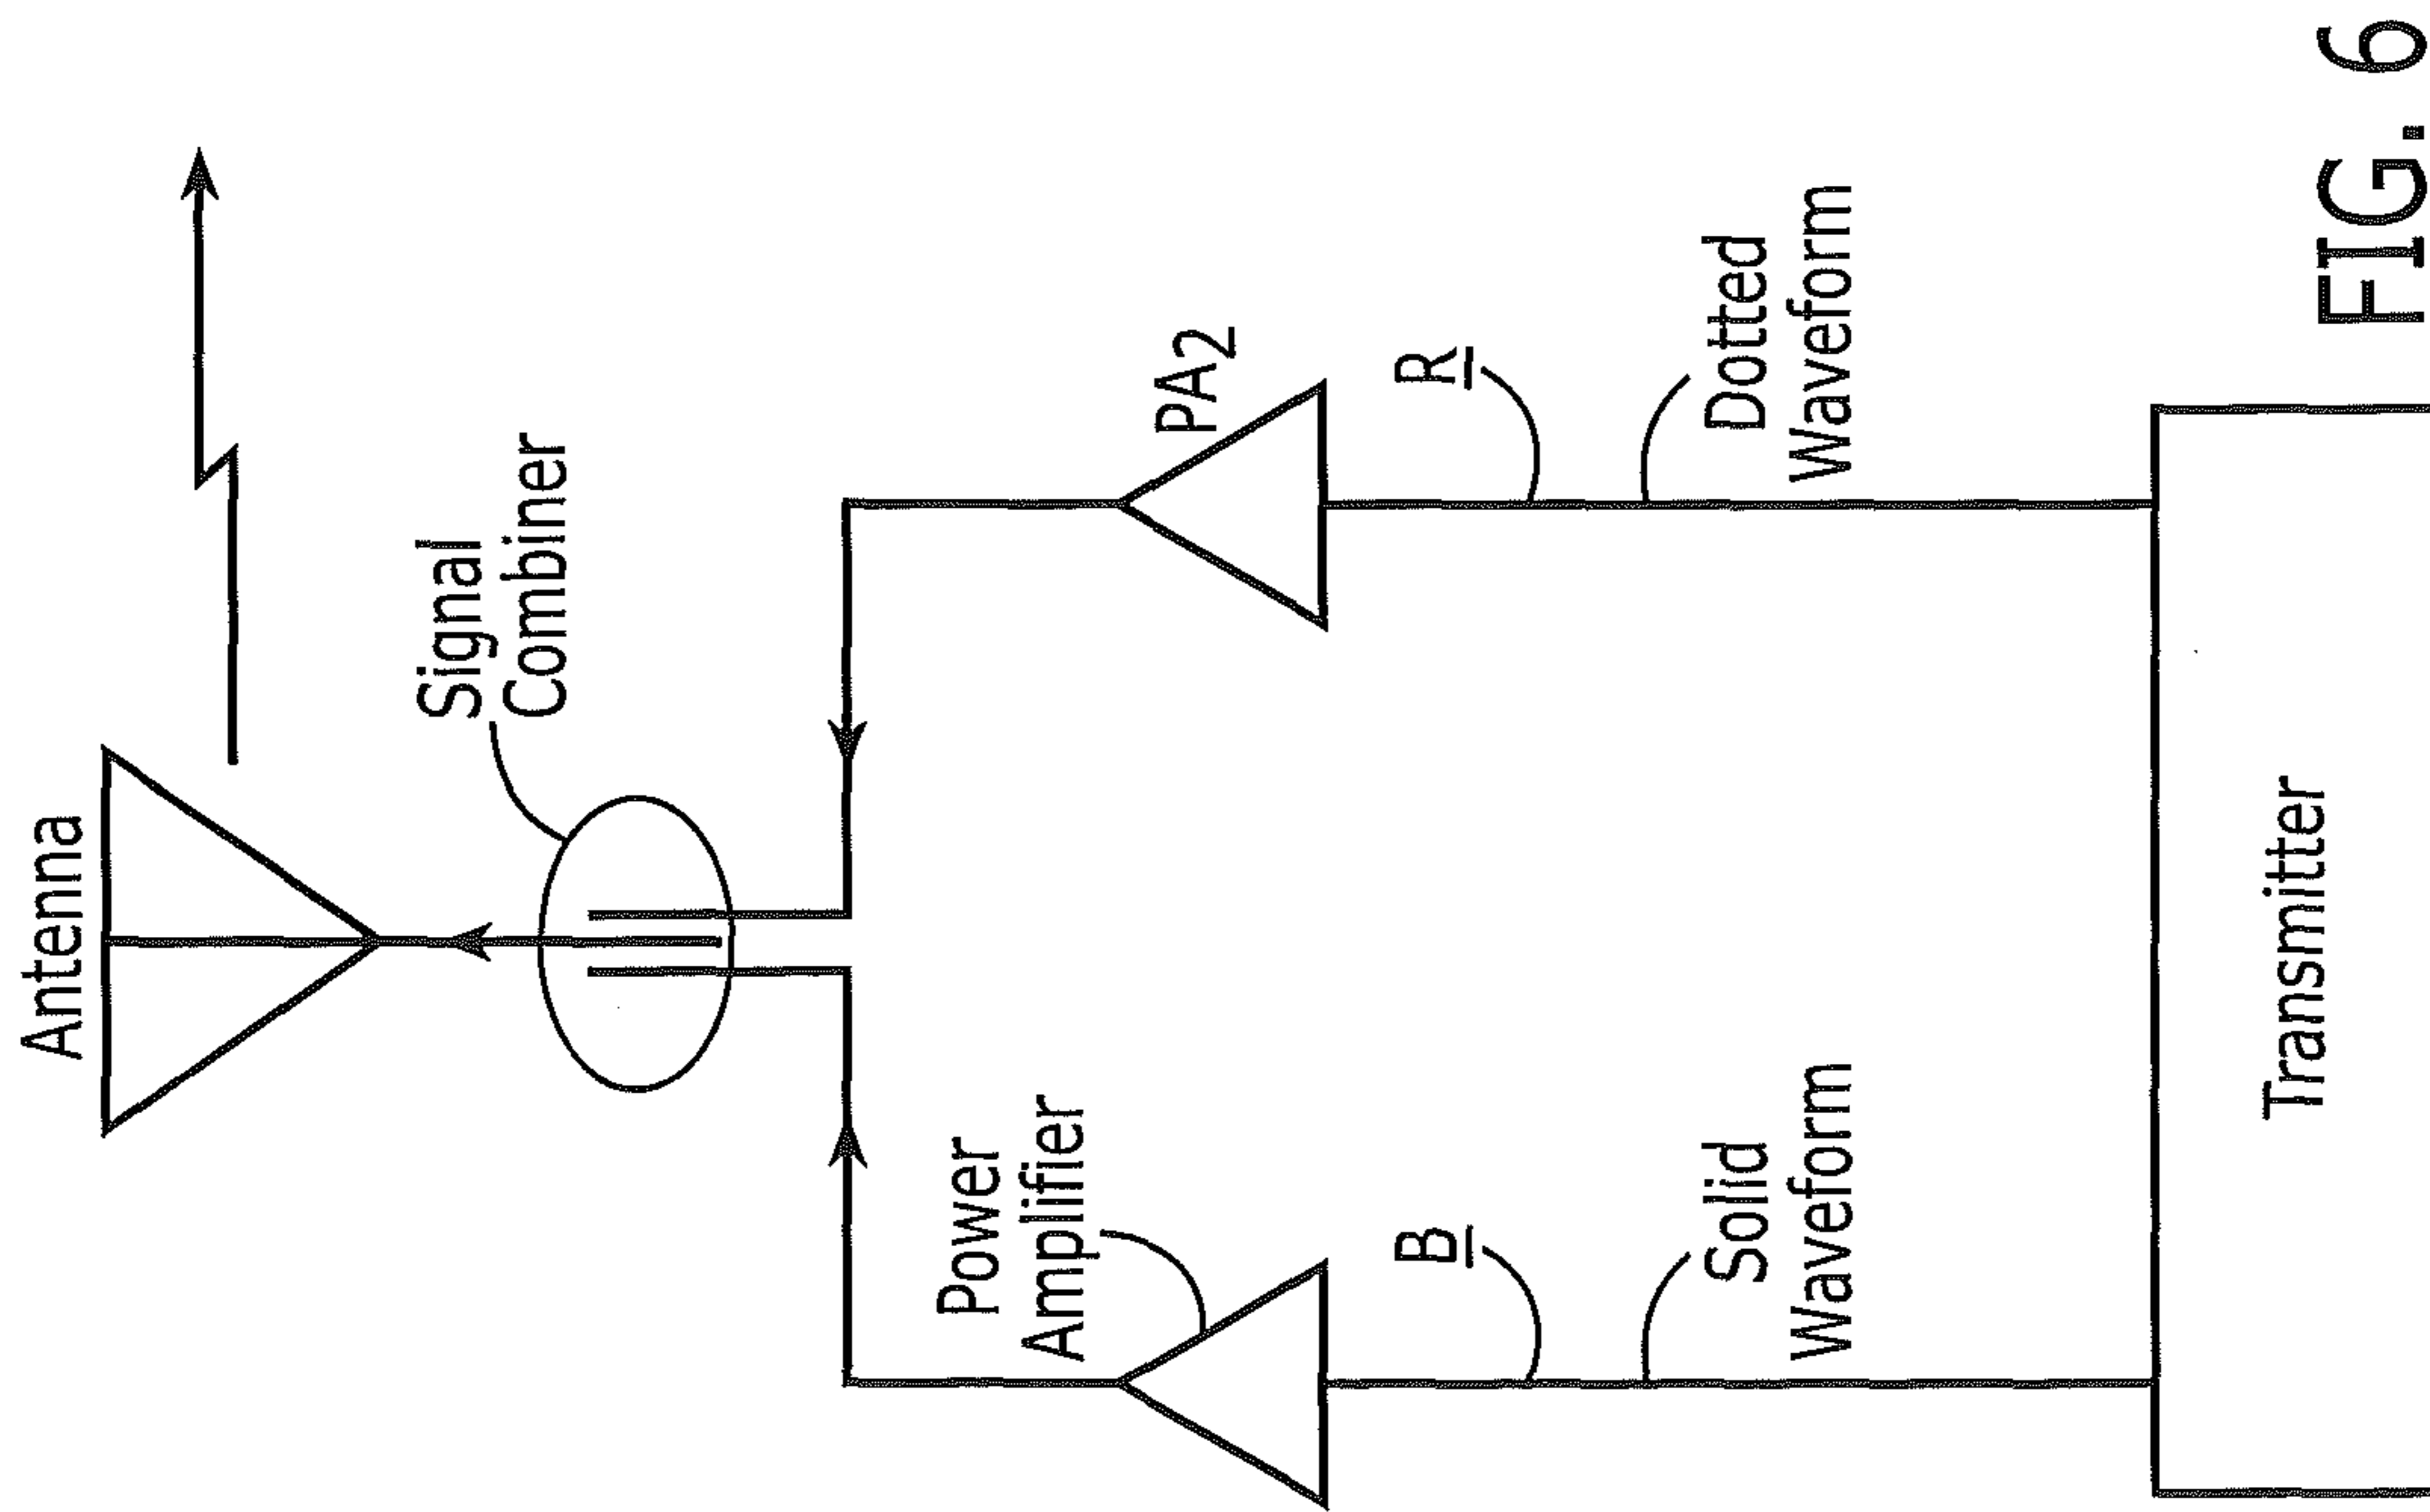 Antenna
Signal
Combiner
Power
Amplifier
PA2
B
R
Solid
Waveform
Dotted
Waveform
Transmitter
FIG. 6